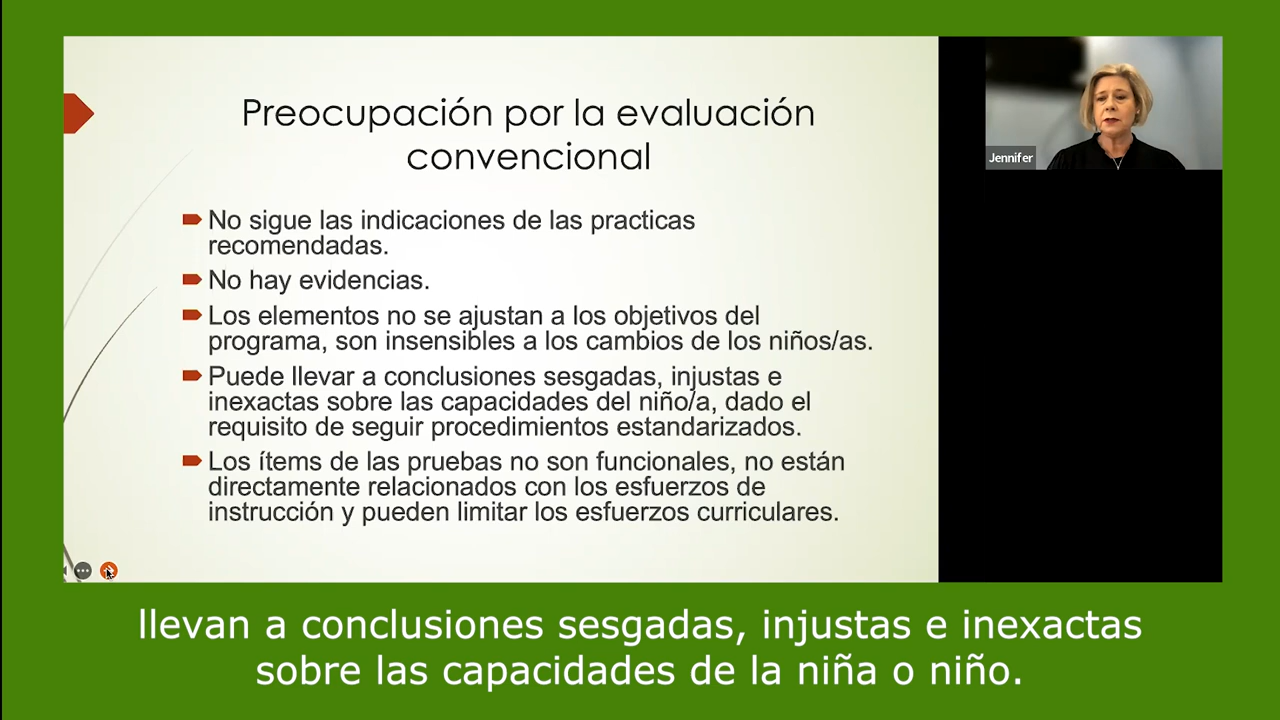 Preocupación por la evaluación
convencional
No sigue las indicaciones de las practicas
recomendadas.
No hay evidencias.
Los elementos no se ajustan a los objetivos del
programa, son insensibles a los cambios de los niños/as.
Puede llevar a conclusiones sesgadas, injustas e
inexactas sobre las capacidades del niño/a, dado el
requisito de seguir procedimientos estandarizados.
Los ítems de las pruebas no son funcionales, no están
directamente relacionados con los esfuerzos de
instrucción y pueden limitar los esfuerzos curriculares.
Jennifer
llevan a conclusiones sesgadas, injustas e inexactas
sobre las capacidades de la niña o niño.